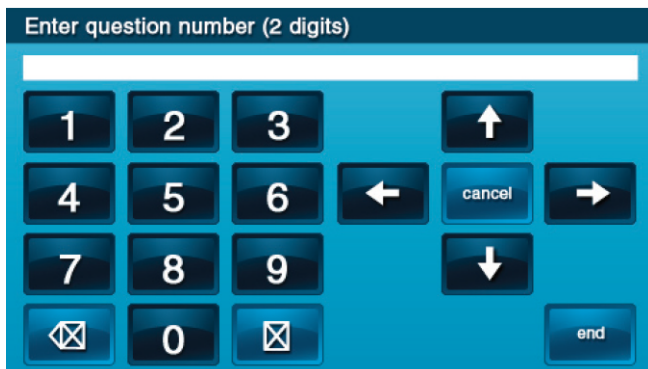 Enter question number (2 digits)
1 2 3
4 5 6 cancel
7 8 9
0 end